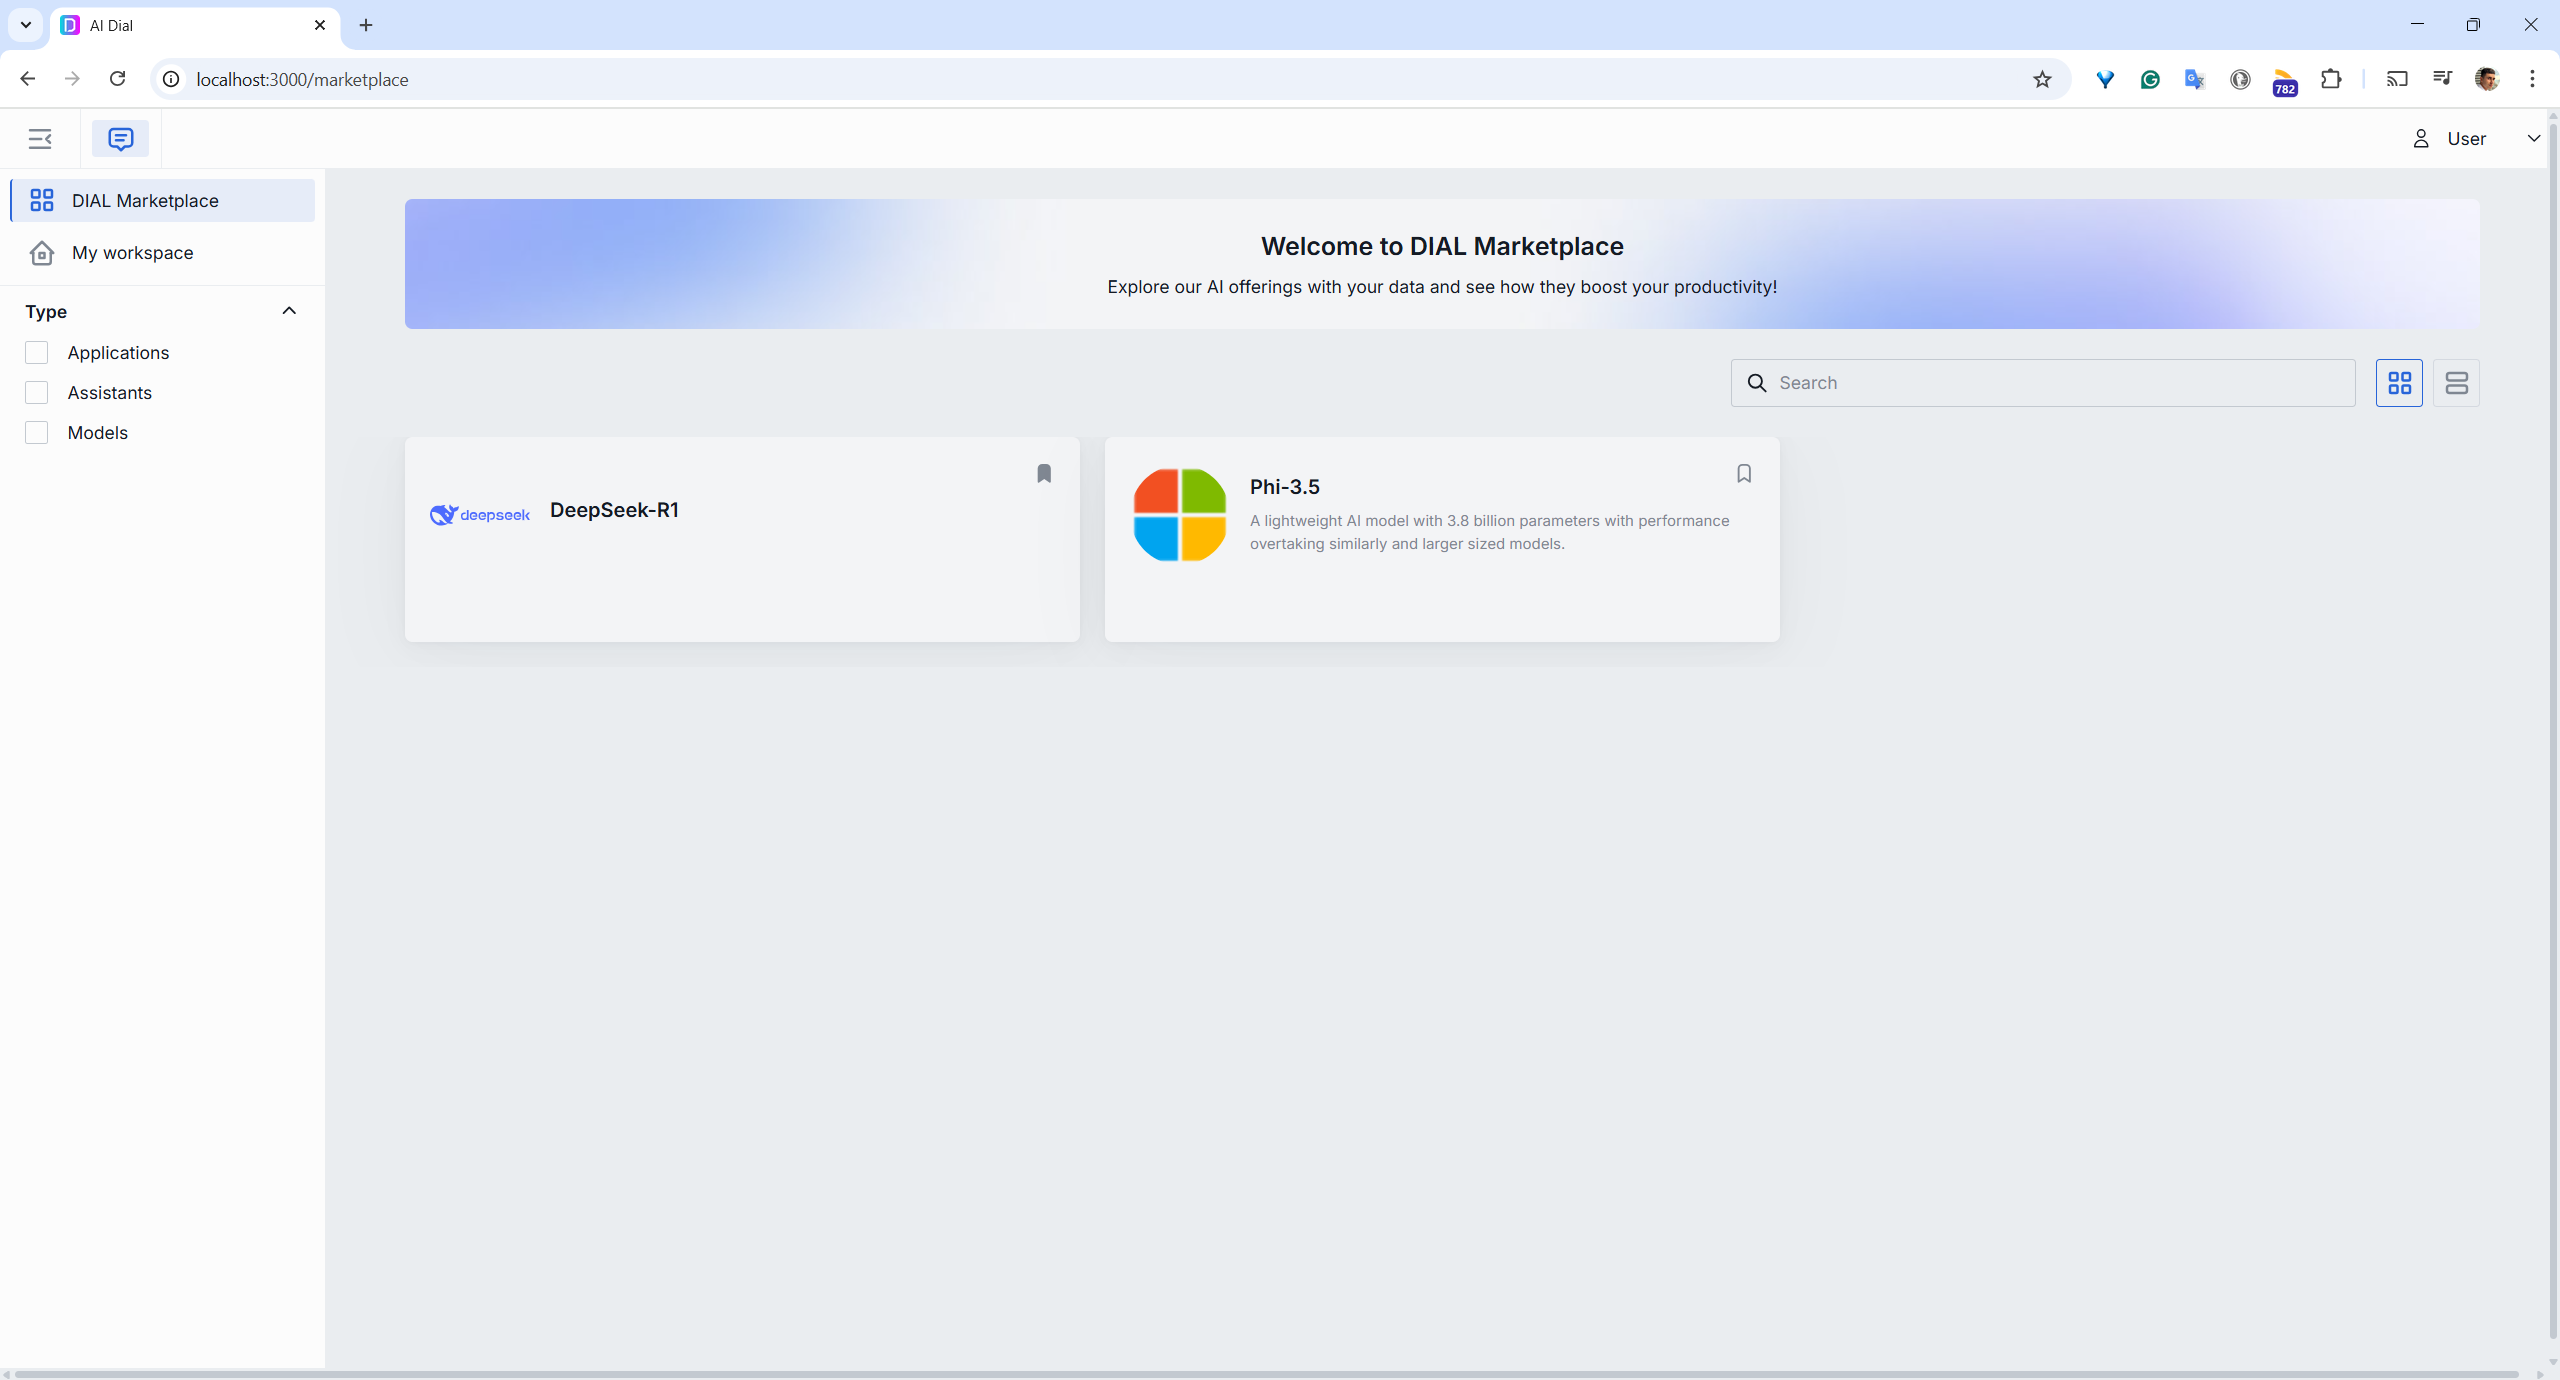 AI Dial
localhost:3000/marketplace
782
User
DIAL Marketplace
My workspace
Type
Applications
Assistants
Models
Welcome to DIAL Marketplace
Explore our AI offerings with your data and see how they boost your productivity!
Search
deepseek
DeepSeek-R1
Phi-3.5
A lightweight AI model with 3.8 billion parameters with performance
overtaking similarly and larger sized models.